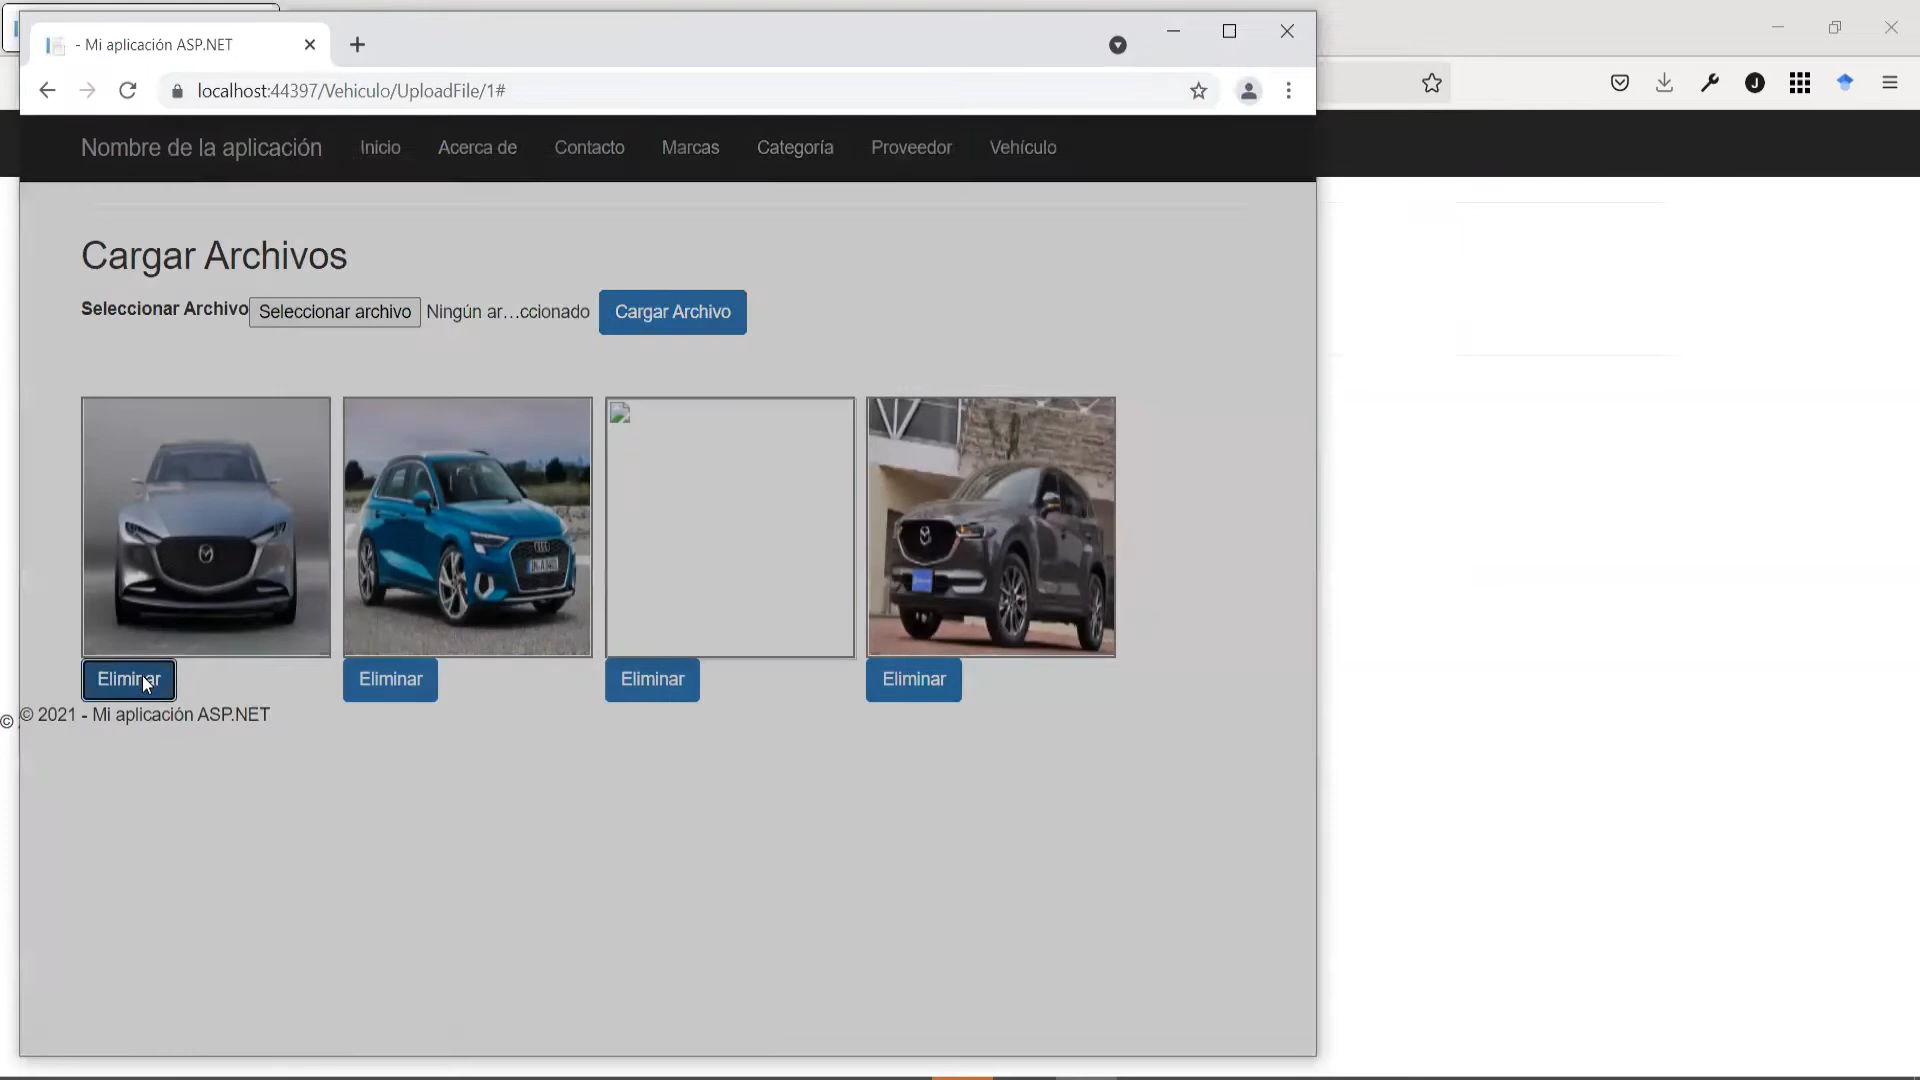 - Mi aplicación ASP.NET
localhost:44397/Vehiculo/UploadFile/1#
J
Nombre de la aplicación Inicio Acerca de Contacto Marcas Categoría Proveedor Vehículo
Cargar Archivos
Seleccionar Archivo Seleccionar archivo Ningún ar...ccionado Cargar Archivo
Eliminar Eliminar Eliminar Eliminar
© © 2021 - Mi aplicación ASP.NET